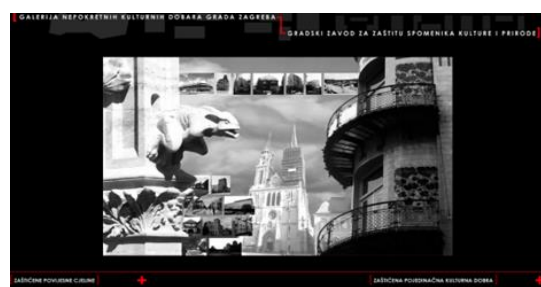 GALERIJA NEPOKRETNIH KULTURNIH DOBARA GRADA ZAGREBA
GRADSKI ZAVOD ZA ZAŠTITU SPOMENIKA KULTURE I PRIRODE
ZAŠTIĆENE POVIJESNE CJELINE
ZAŠTIĆENA POJEDINAČNA KULTURNA DOBRA